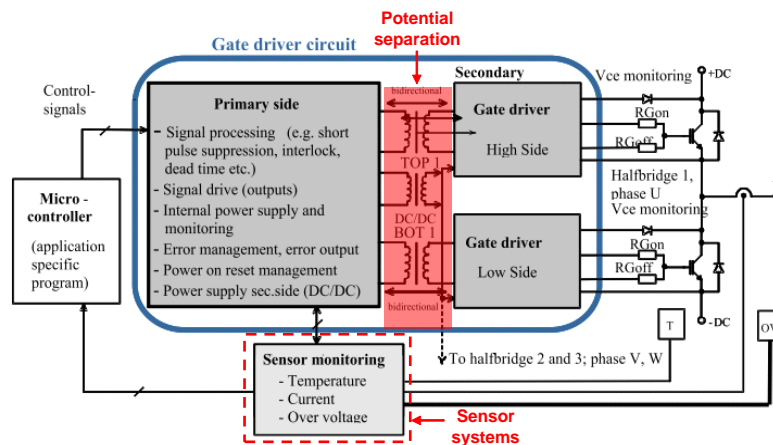 Potential
separation
Gate driver circuit
Secondary
Vce monitoring
+DC
Control-
signals
Primary side
- Signal processing (e.g. short
pulse suppression, interlock,
dead time etc.)
- Signal drive (outputs)
- Internal power supply and
monitoring
- Error management, error output
- Power on reset management
- Power supply sec.side (DC/DC)
bidirectional
TOP 1
DC/DC
BOT 1
bidirectional
Gate driver
High Side
RGon
RGoff
Halfbridge 1,
phase U
Vce monitoring
Gate driver
Low Side
RGon
RGoff
-DC
Micro -
controller
(application
specific
program)
T
To halfbridge 2 and 3; phase V, W
Sensor monitoring
- Temperature
- Current
- Over voltage
Sensor
systems